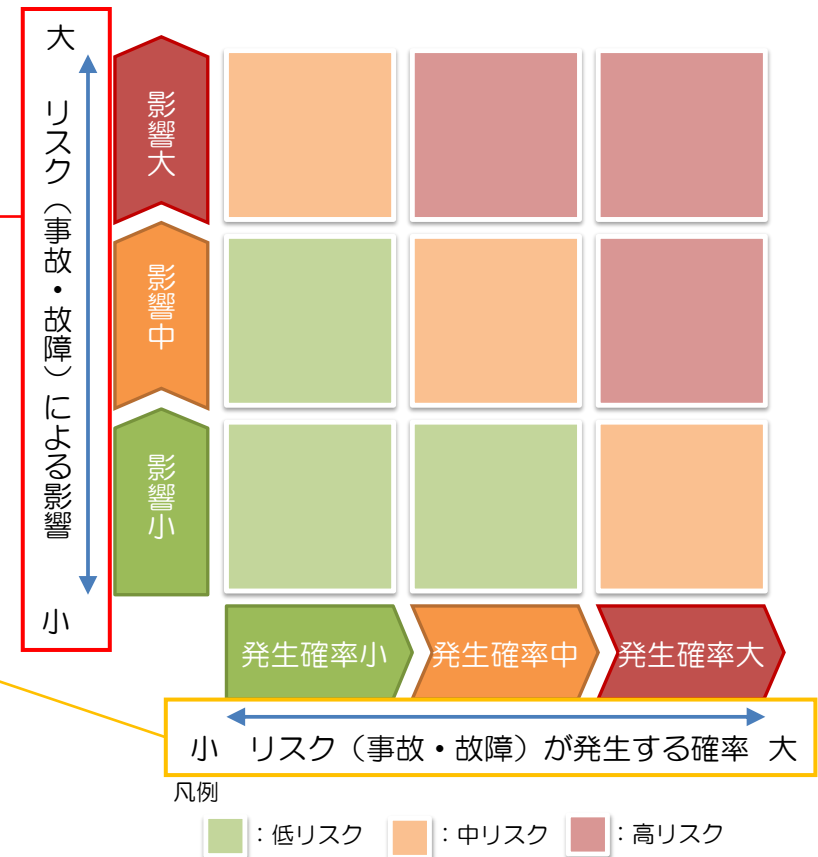 大
リスク（事故・故障）による影響
小
影響大
影響中
影響小
発生確率小
発生確率中
発生確率大
小 リスク（事故・故障）が発生する確率 大
凡例
：低リスク ：中リスク ：高リスク